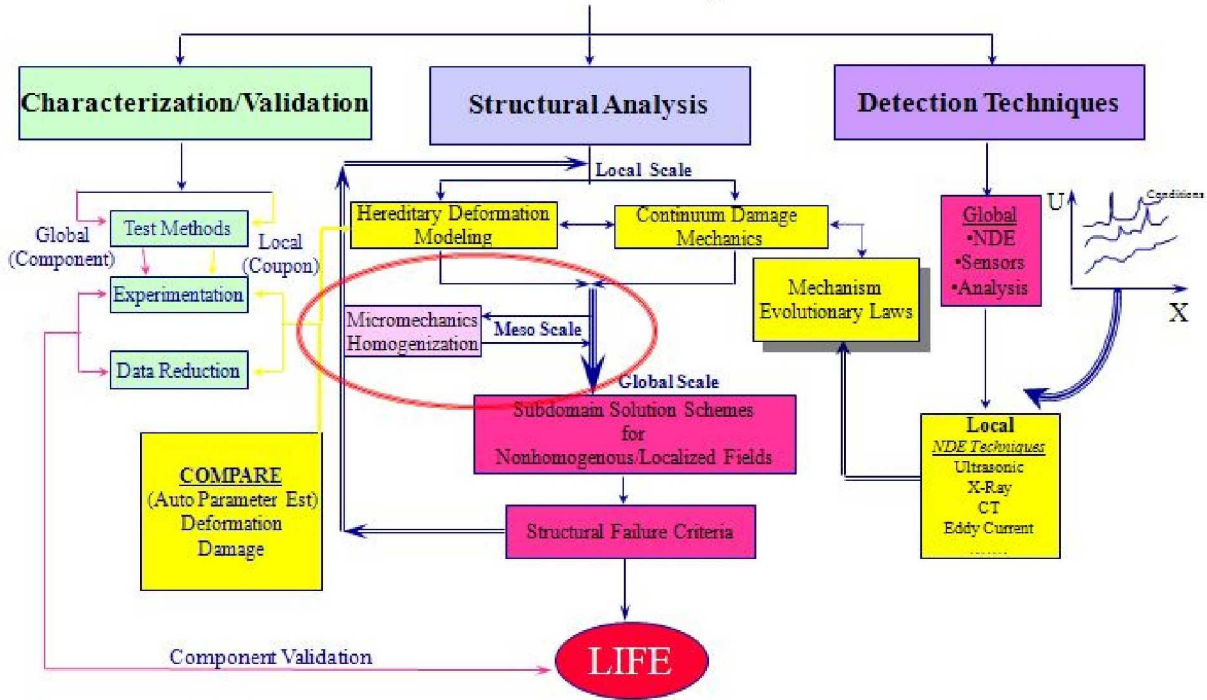 Characterization/Validation
Structural Analysis
Detection Techniques
Local Scale
Test Methods
Global
(Component)
Local
(Coupon)
Experimentation
Data Reduction
Hereditary Deformation
Modeling
Continuum Damage
Mechanics
Mechanism
Evolutionary Laws
Global
•NDE
•Sensors
•Analysis
U
Conditions
X
Micromechanics
Homogenization
Meso Scale
Global Scale
Subdomain Solution Schemes
for
Nonhomogenous/Localized Fields
COMPARE
(Auto Parameter Est)
Deformation
Damage
Structural Failure Criteria
Local
NDE Techniques
Ultrasonic
X-Ray
CT
Eddy Current
.......
Component Validation
LIFE